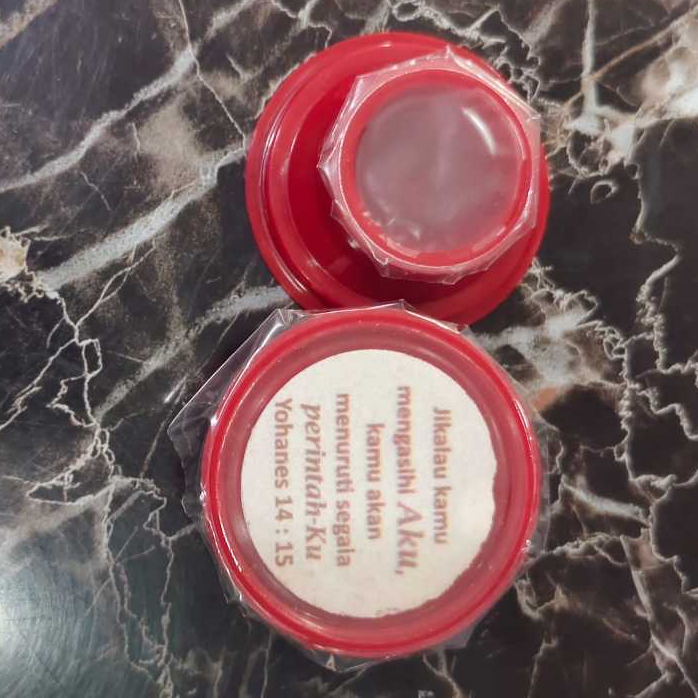 Jikalau kamu
mengasihi Aku,
kamu akan
menuruti segala
perintah-Ku
Yohanes 14 : 15